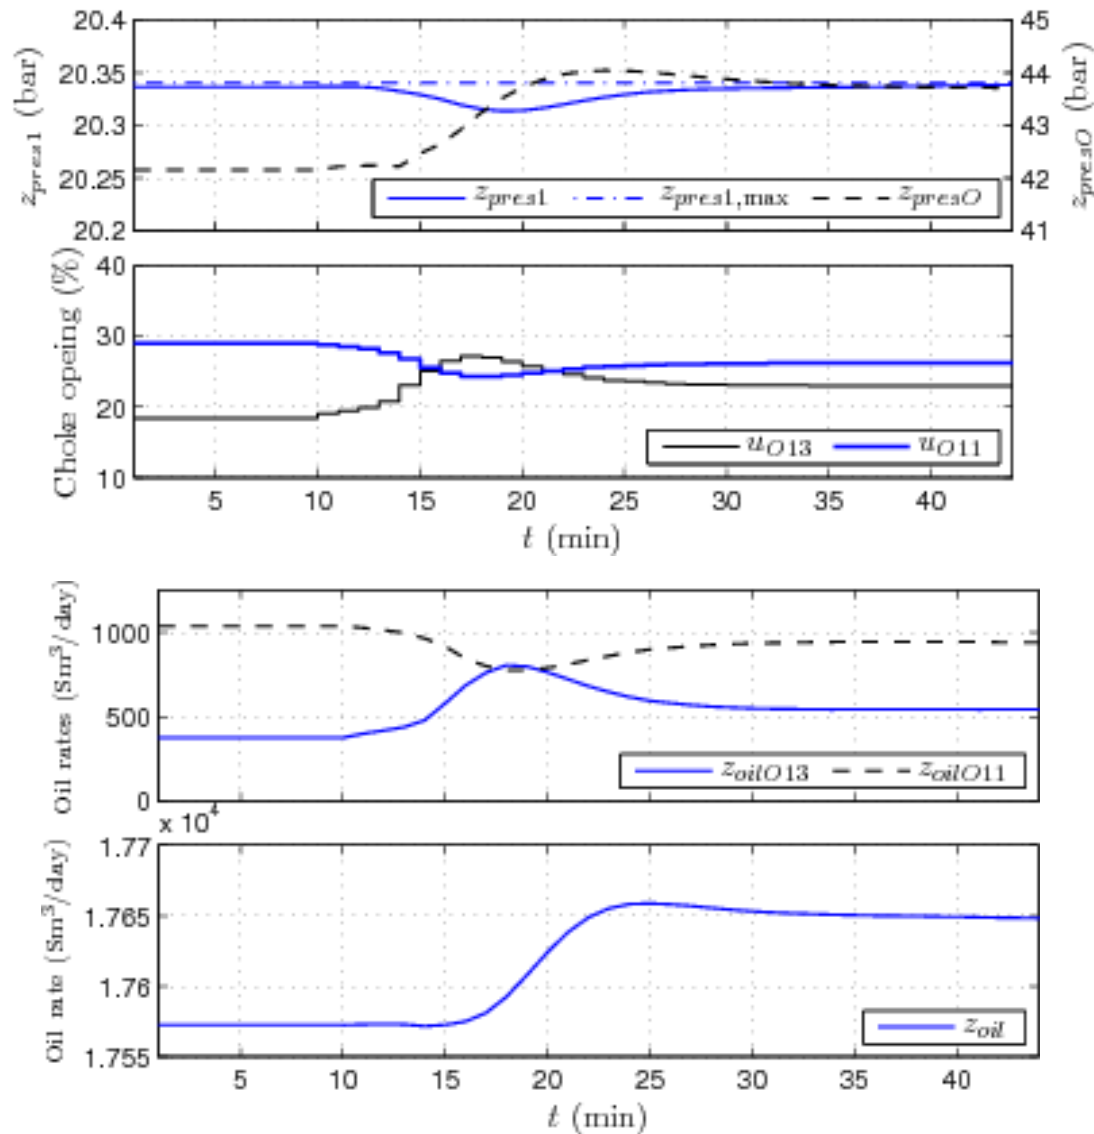 20.4 45
20.35 44
20.3 43
20.25 42
20.2 41
z_pres1 (bar)
z_presO (bar)
z_pres1 z_pres1,max z_presO
40
30
20
10
Choke opeing (%)
u_O13 u_O11
5 10 15 20 25 30 35 40
t (min)
1000
500
0
Oil rates (Sm³/day)
z_oilO13 z_oilO11
x 10⁴
1.77
1.765
1.76
1.755
Oil rate (Sm³/day)
z_oil
5 10 15 20 25 30 35 40
t (min)